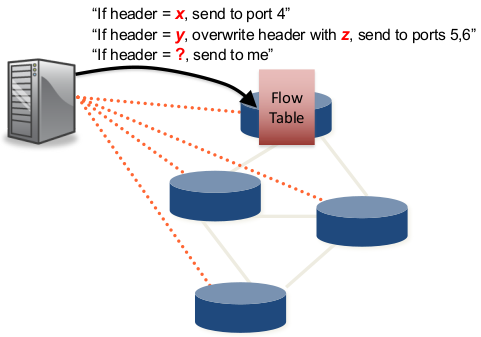 “If header = x, send to port 4”
“If header = y, overwrite header with z, send to ports 5,6”
“If header = ?, send to me”
Flow
Table